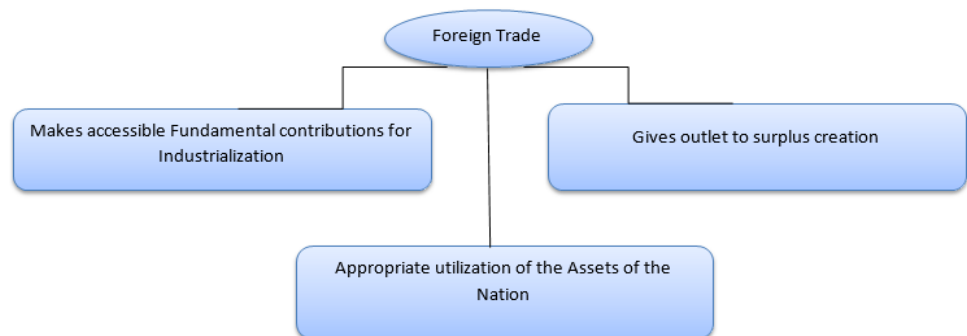 Foreign Trade
Makes accessible Fundamental contributions for
Industrialization
Gives outlet to surplus creation
Appropriate utilization of the Assets of the
Nation